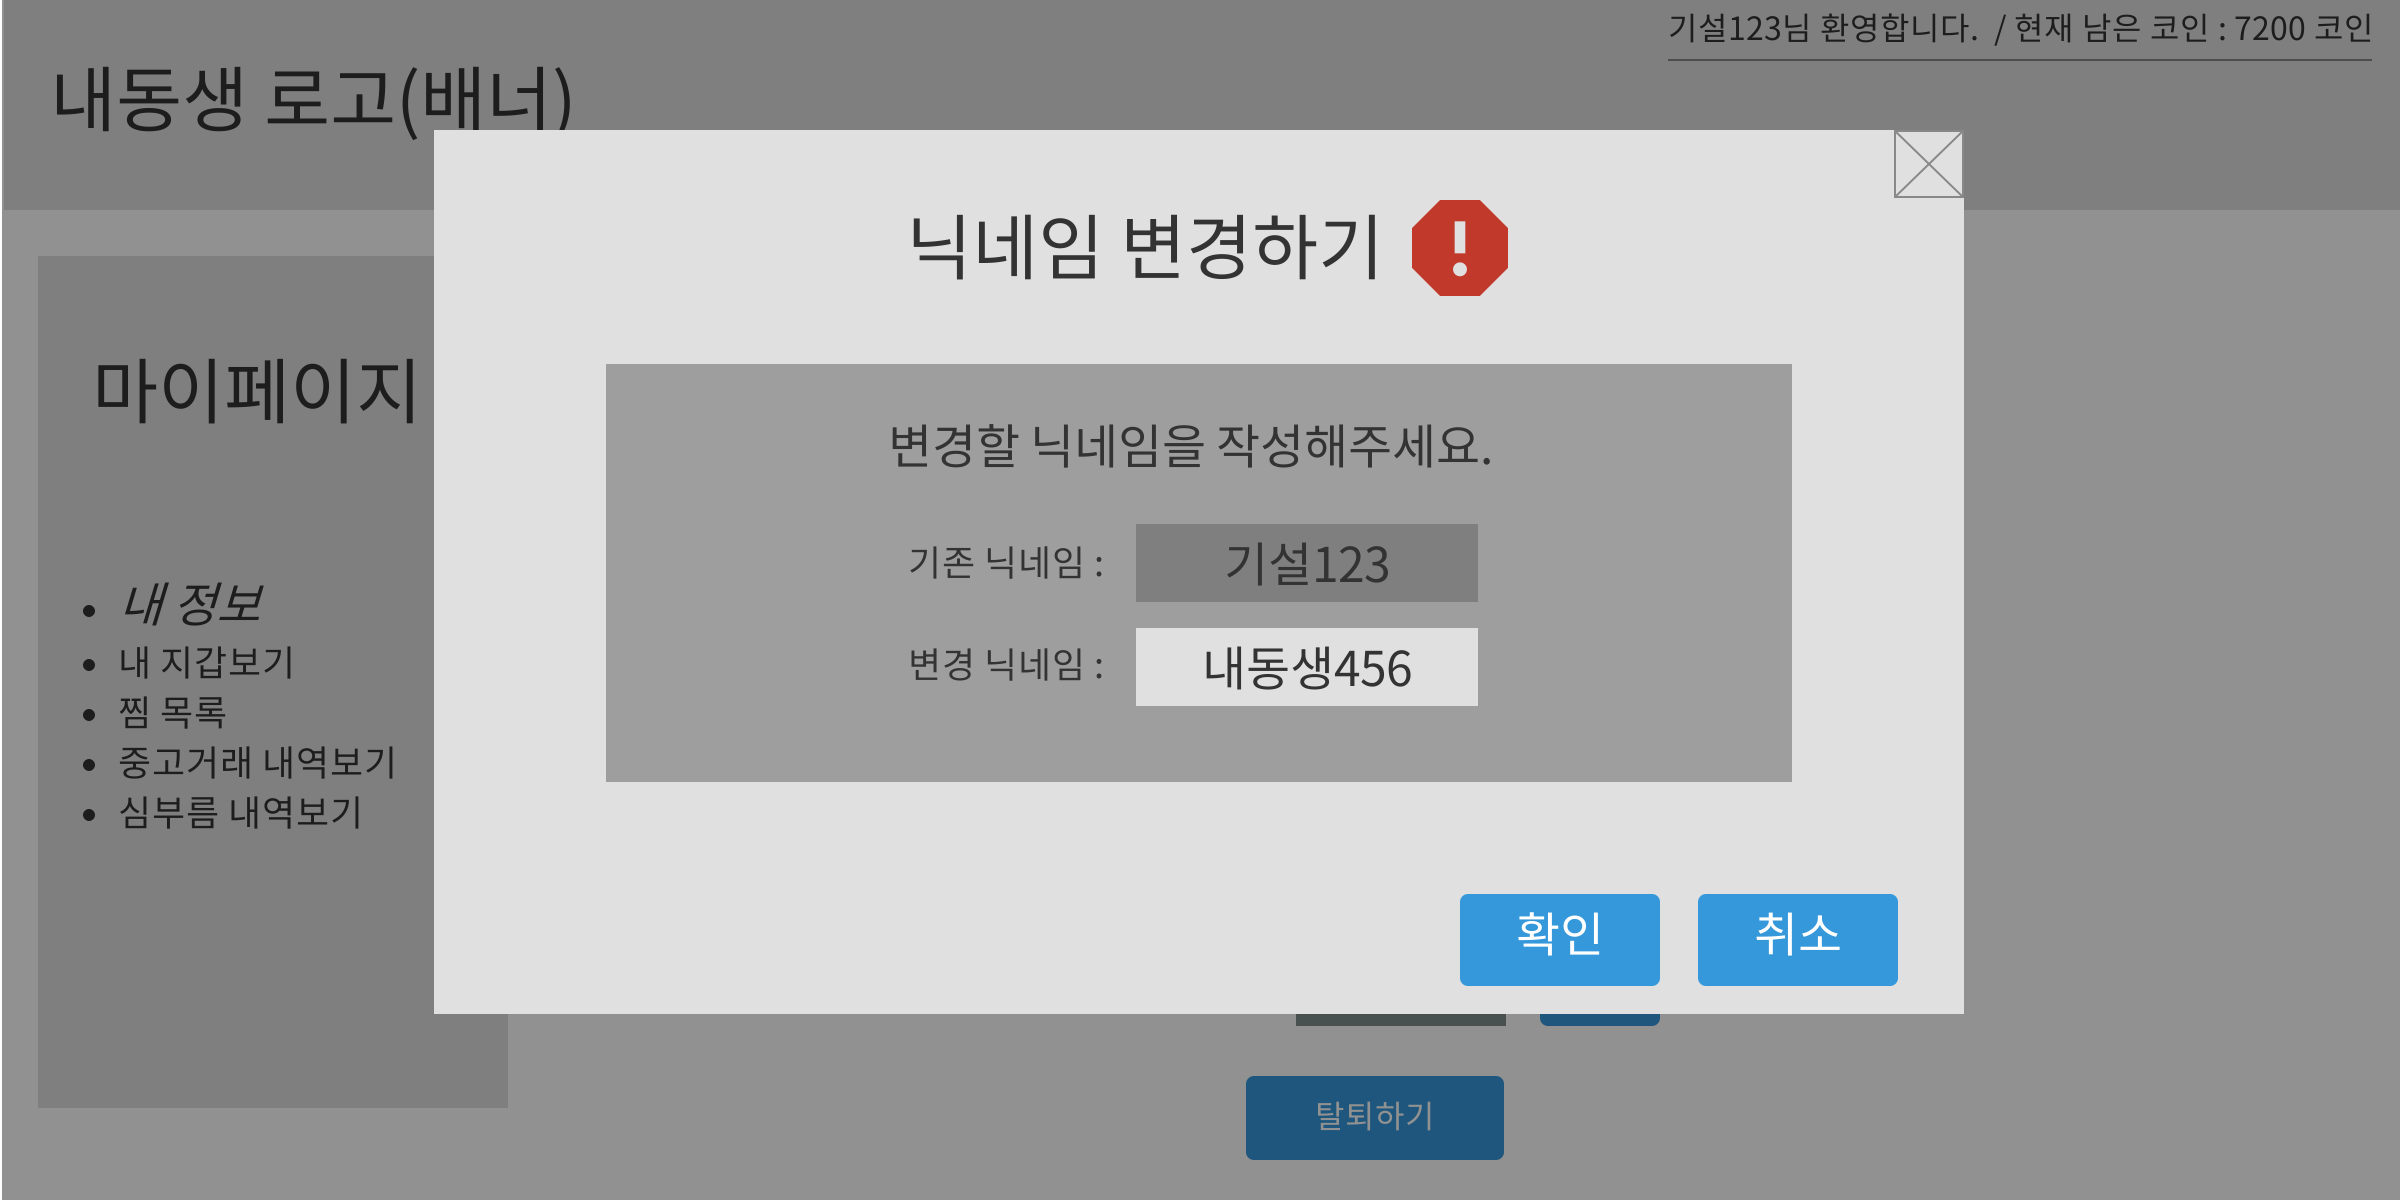 기설123님 환영합니다. / 현재 남은 코인 : 7200 코인
내동생 로고(배너)
닉네임 변경하기
마이페이지
변경할 닉네임을 작성해주세요.
기존 닉네임 : 기설123
변경 닉네임 : 내동생456
내 정보
내 지갑보기
찜 목록
중고거래 내역보기
심부름 내역보기
확인 취소
탈퇴하기